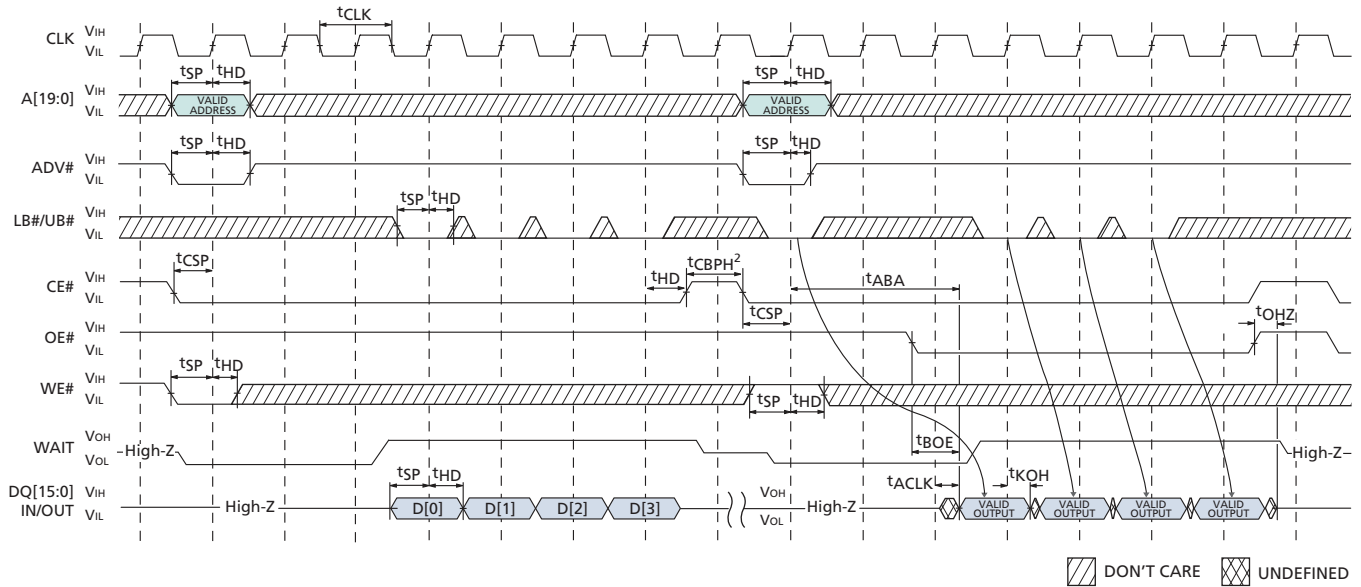 tCLK
CLK VIH
VIL
tSP tHD tSP tHD
A[19:0] VIH
VIL
VALID ADDRESS VALID ADDRESS
tSP tHD tSP tHD
ADV# VIH
VIL
tSP tHD
LB#/UB# VIH
VIL
tCSP tHD tCBPH2 tABA
CE# VIH
VIL
tCSP tOHZ
OE# VIH
VIL
tSP tHD
WE# VIH
VIL
tSP tHD
tBOE
WAIT VOH
VOL
High-Z High-Z
tSP tHD tACLK tKOH
DQ[15:0] IN/OUT VIH
VIL
High-Z D[0] D[1] D[2] D[3] VOH
VOL
High-Z VALID OUTPUT VALID OUTPUT VALID OUTPUT VALID OUTPUT
DON'T CARE UNDEFINED